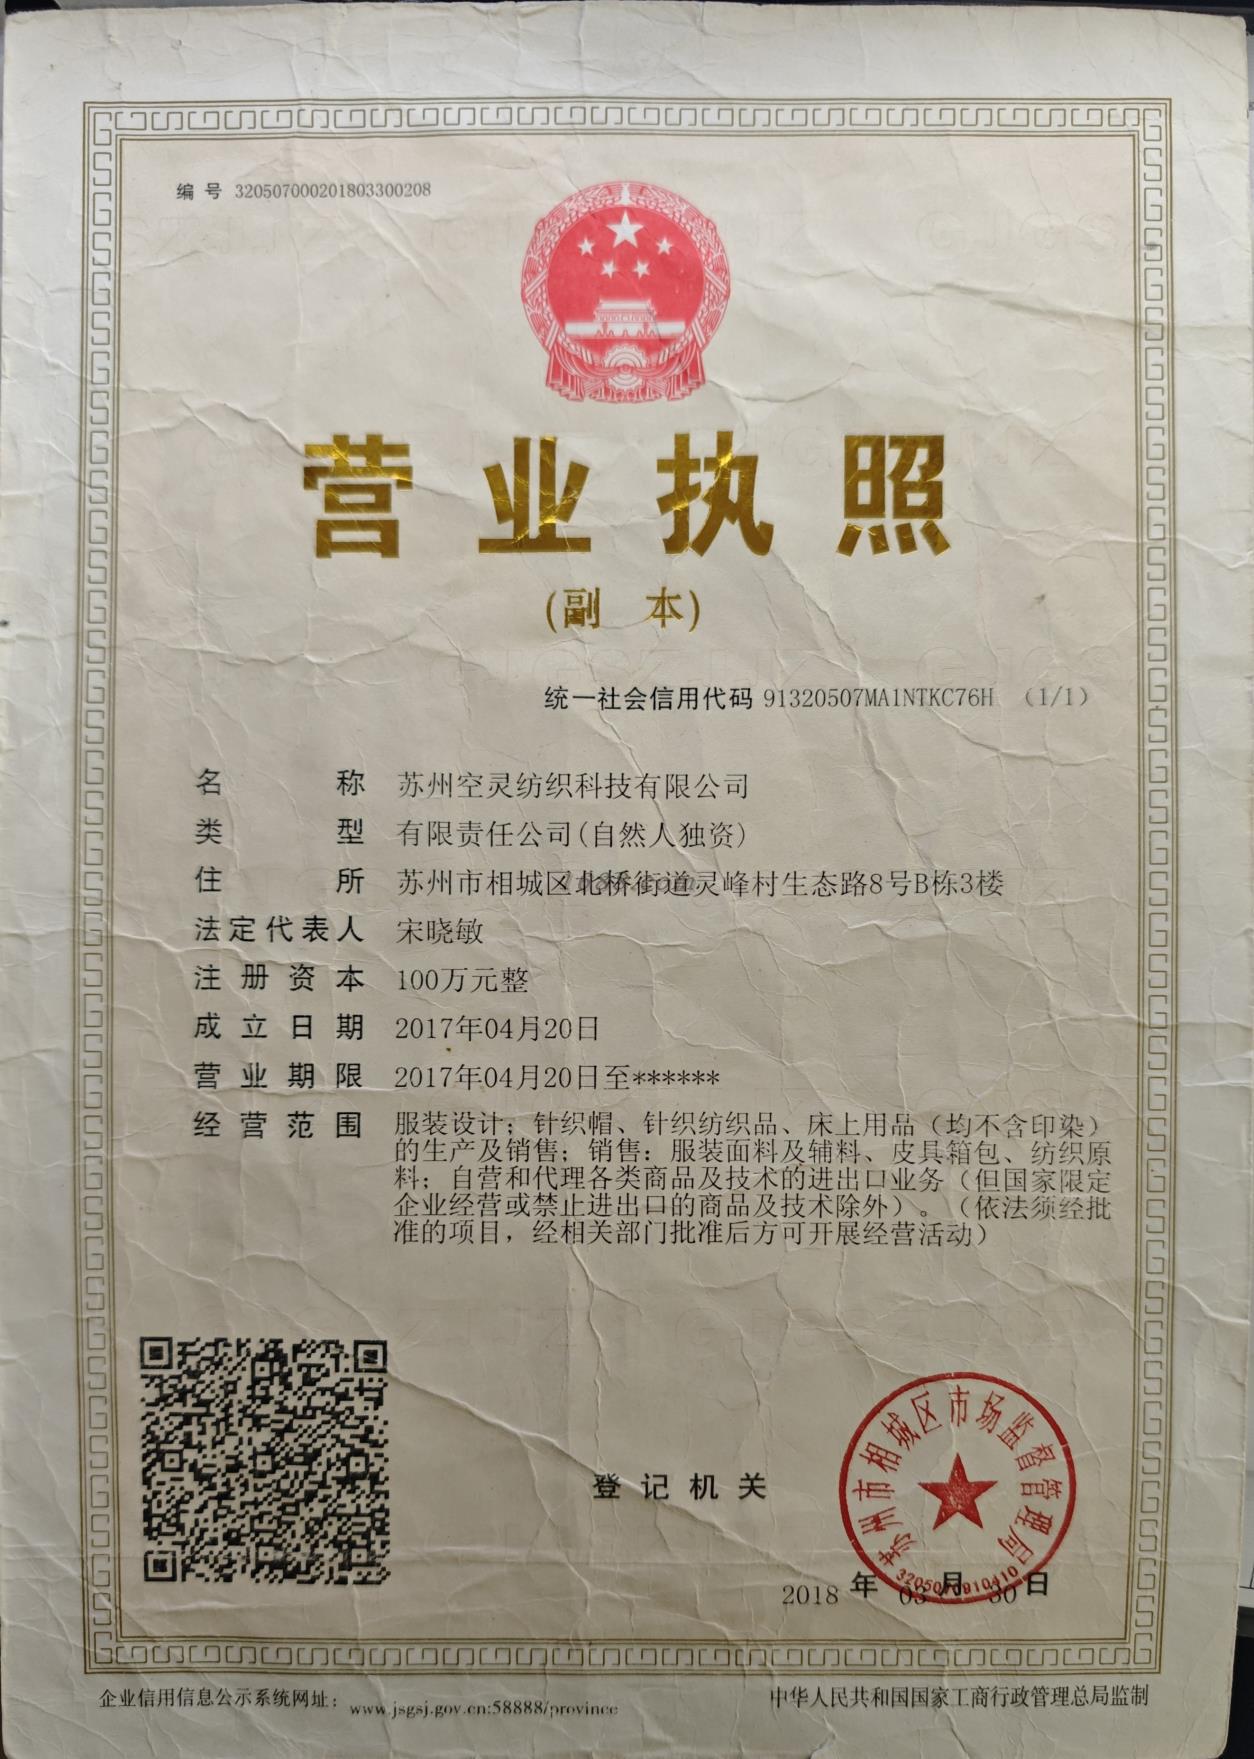 编号 320507000201803300208
营业执照
(副 本)
统一社会信用代码 91320507MA1NTKC76H (1/1)
名称 苏州空灵纺织科技有限公司
类型 有限责任公司(自然人独资)
住所 苏州市相城区北桥街道灵峰村生态路8号B栋3楼
法定代表人 宋晓敏
注册资本 100万元整
成立日期 2017年04月20日
营业期限 2017年04月20日至******
经营范围 服装设计；针织帽、针织纺织品、床上用品（均不含印染）
的生产及销售；销售：服装面料及辅料、皮具箱包、纺织原
料；自营和代理各类商品及技术的进出口业务（但国家限定
企业经营或禁止进出口的商品及技术除外）。（依法须经批
准的项目，经相关部门批准后方可开展经营活动）
苏州市相城区市场监督管理局
登记机关
2018 年 03 月 30 日
企业信用信息公示系统网址： www.jsgsj.gov.cn:58888/province
中华人民共和国国家工商行政管理总局监制